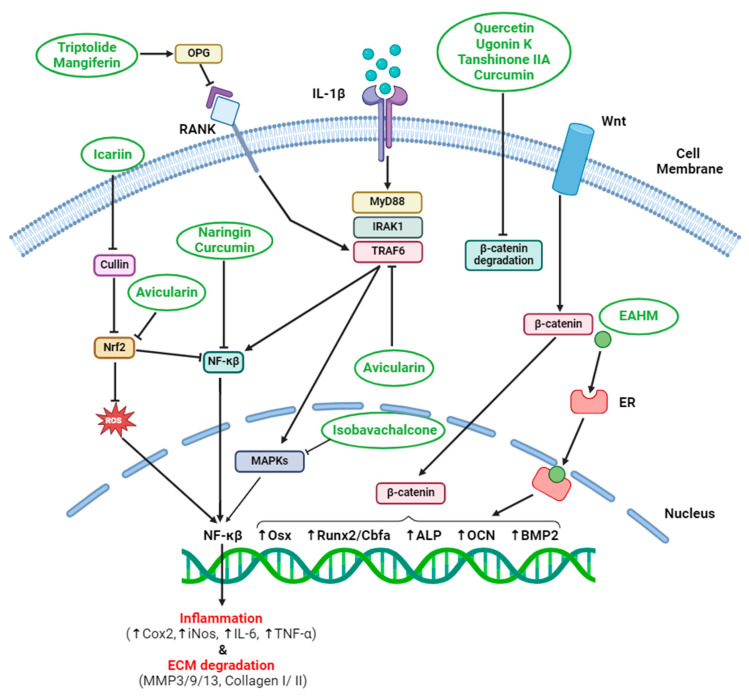 Triptolide
Mangiferin
OPG
RANK
IL-1β
Quercetin
Ugonin K
Tanshinone IIA
Curcumin
Wnt
Cell
Membrane
Icariin
MyD88
IRAK1
TRAF6
Naringin
Curcumin
β-catenin
degradation
Cullin
Avicularin
Nrf2
NF-κβ
β-catenin
EAHM
Avicularin
ROS
ER
Isobavachalcone
MAPKs
β-catenin
Nucleus
NF-κβ
↑Osx ↑Runx2/Cbfa ↑ALP ↑OCN ↑BMP2
Inflammation
(↑Cox2,↑iNos, ↑IL-6, ↑TNF-α)
&
ECM degradation
(MMP3/9/13, Collagen I/ II)